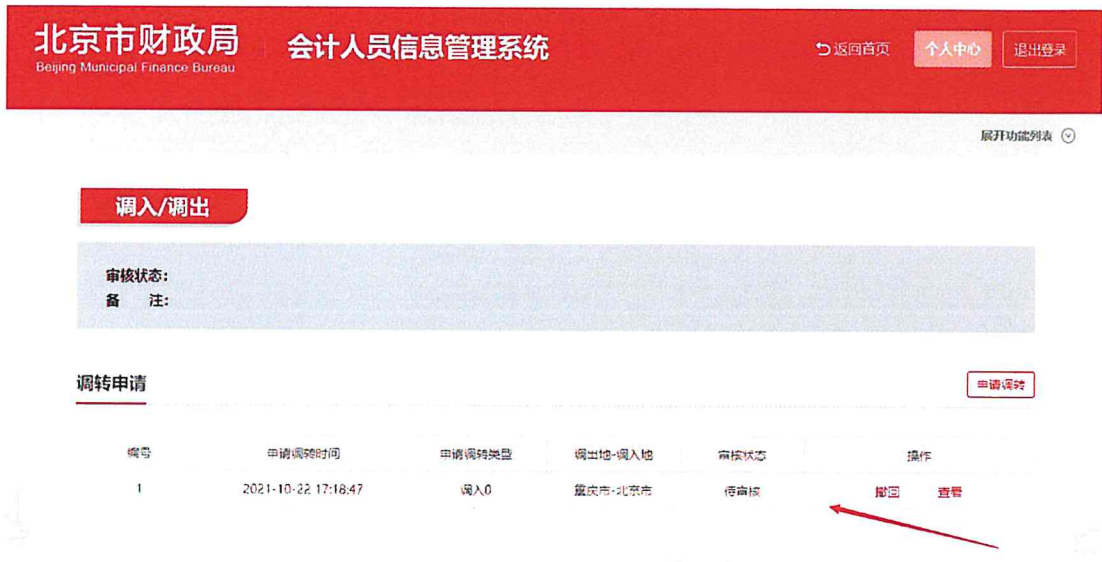 北京市财政局 会计人员信息管理系统 返回首页 个人中心 退出登录
Beijing Municipal Finance Bureau
展开功能列表
调入/调出
审核状态:
备 注:
调转申请 申请调转
编号 申请调转时间 申请调转类型 调出地-调入地 审核状态 操作
1 2021-10-22 17:18:47 调入0 重庆市-北京市 待审核 撤回 查看